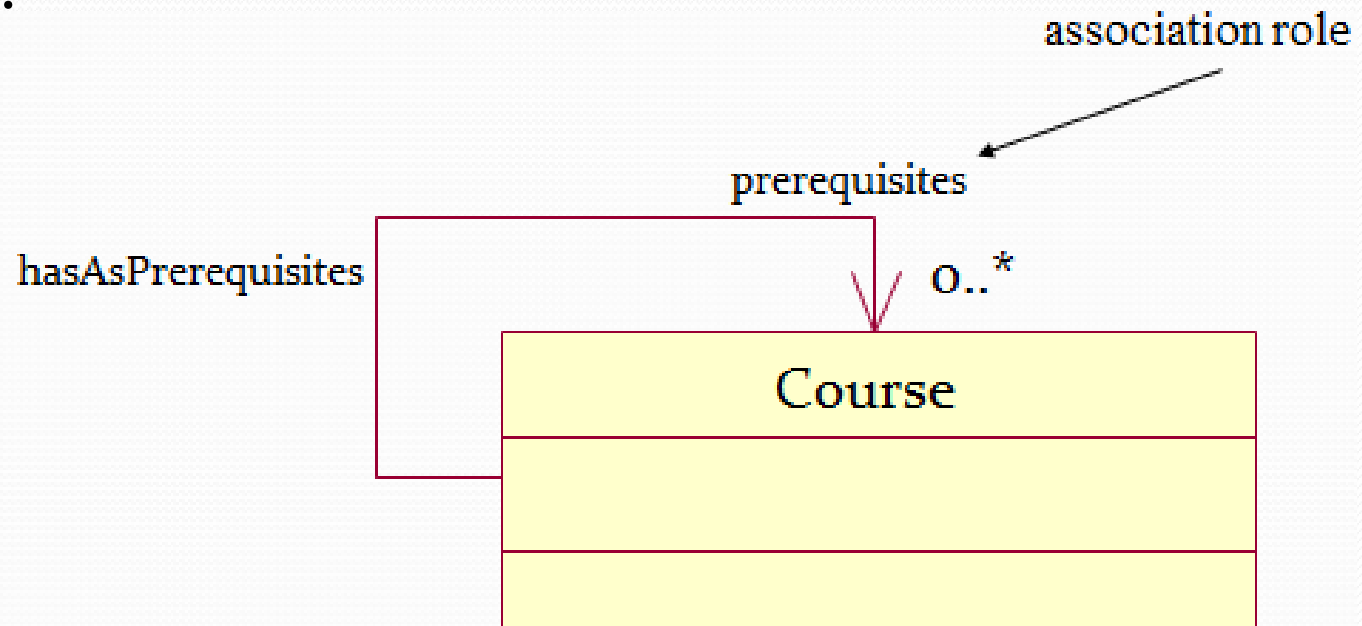 association role
prerequisites
hasAsPrerequisites
0..*
Course